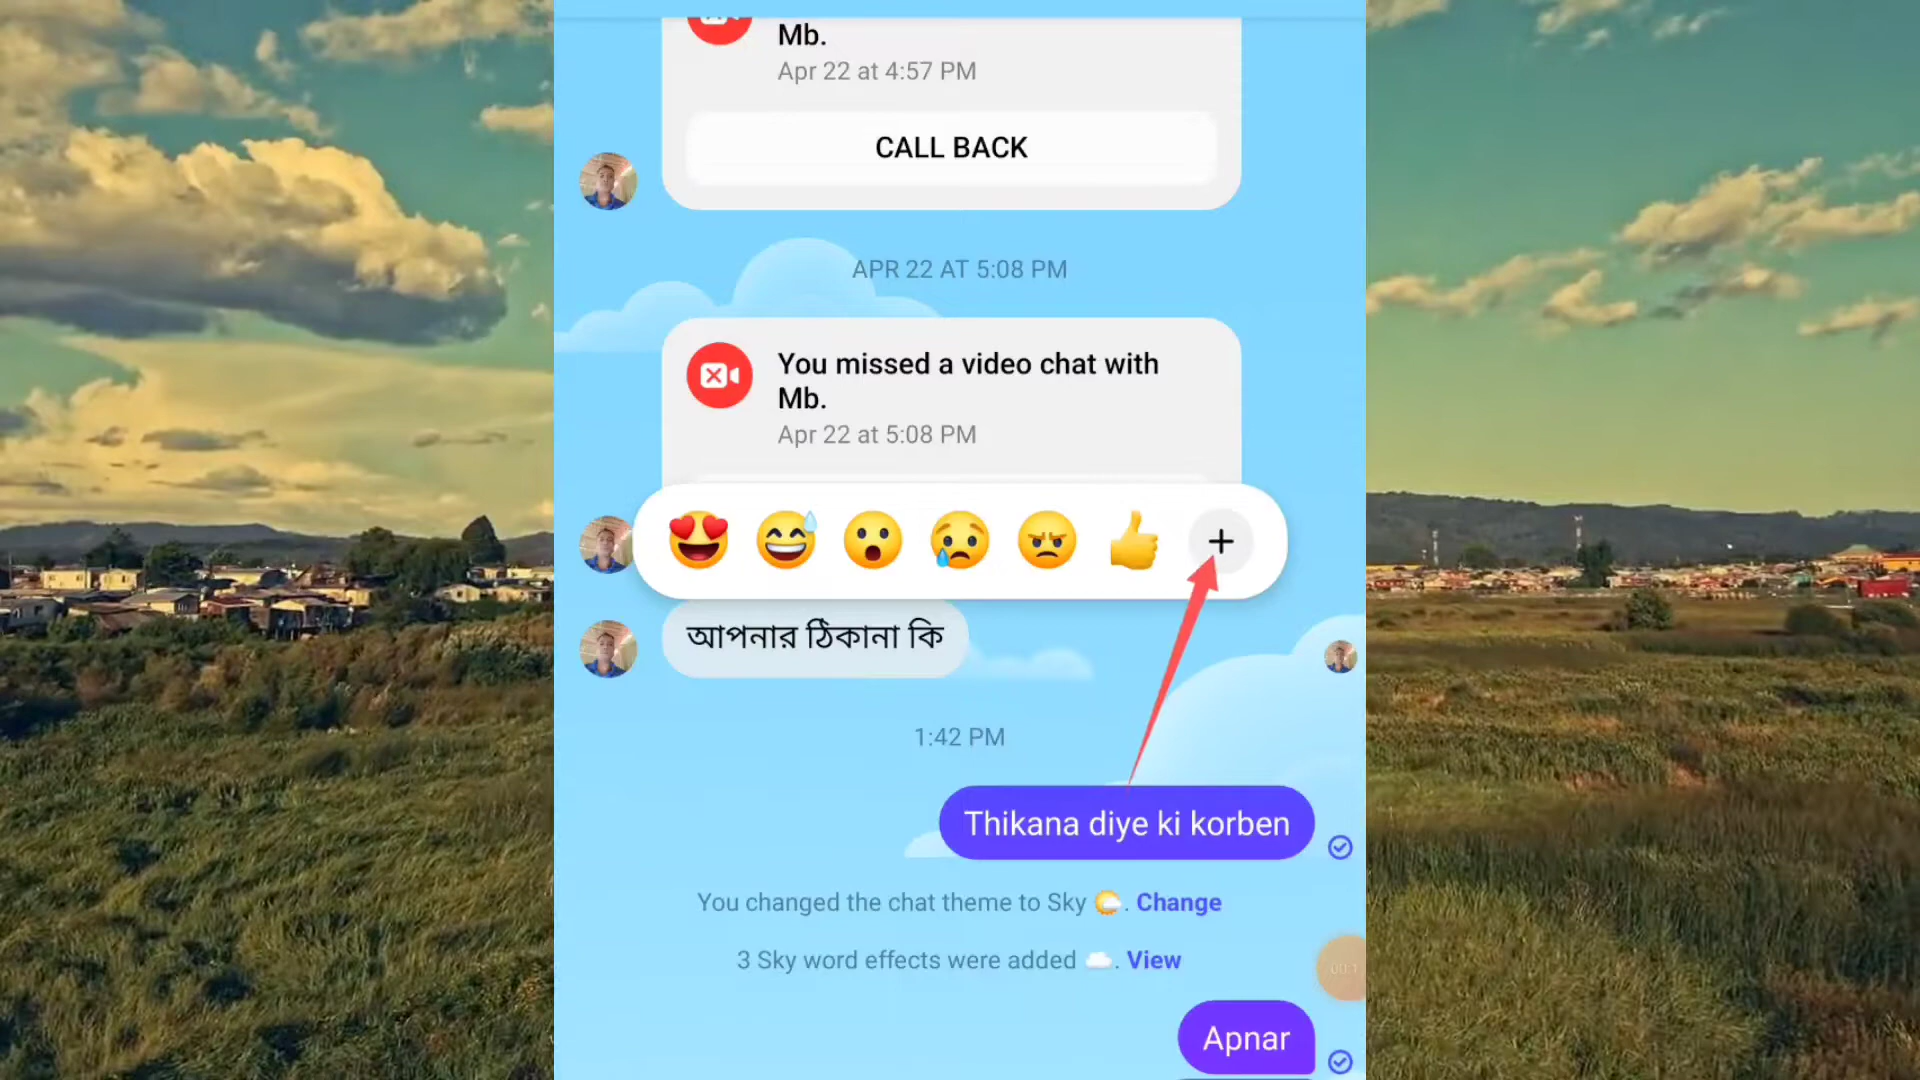 Mb.
Apr 22 at 4:57 PM
CALL BACK
APR 22 AT 5:08 PM
You missed a video chat with
Mb.
Apr 22 at 5:08 PM
আপনার ঠিকানা কি
1:42 PM
Thikana diye ki korben
You changed the chat theme to Sky 🌤️. Change
3 Sky word effects were added ☁️. View
Apnar